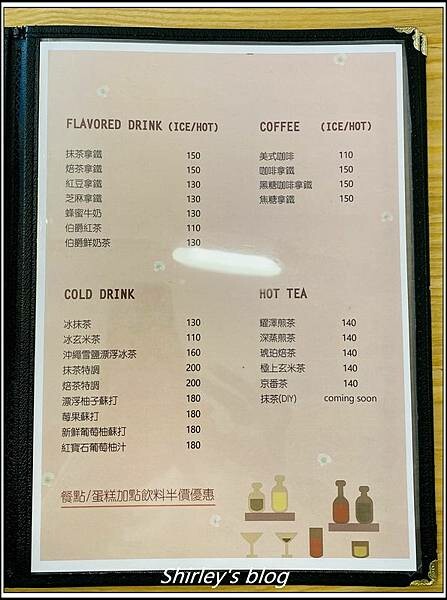 FLAVORED DRINK (ICE/HOT)
抹茶拿鐵 150
焙茶拿鐵 150
紅豆拿鐵 130
芝麻拿鐵 130
蜂蜜牛奶 130
伯爵紅茶 110
伯爵鮮奶茶 130
COFFEE (ICE/HOT)
美式咖啡 110
咖啡拿鐵 150
黑糖咖啡拿鐵 150
焦糖拿鐵 150
COLD DRINK
冰抹茶 130
冰玄米茶 110
沖繩雪鹽漂浮冰茶 160
抹茶特調 200
焙茶特調 200
漂浮柚子蘇打 180
莓果蘇打 180
新鮮葡萄柚蘇打 180
紅寶石葡萄柚汁 180
HOT TEA
耀澤煎茶 140
深蒸煎茶 140
琥珀焙茶 140
極上玄米茶 140
京番茶 140
抹茶(DIY) coming soon
餐點/蛋糕加點飲料半價優惠
Shirley's blog